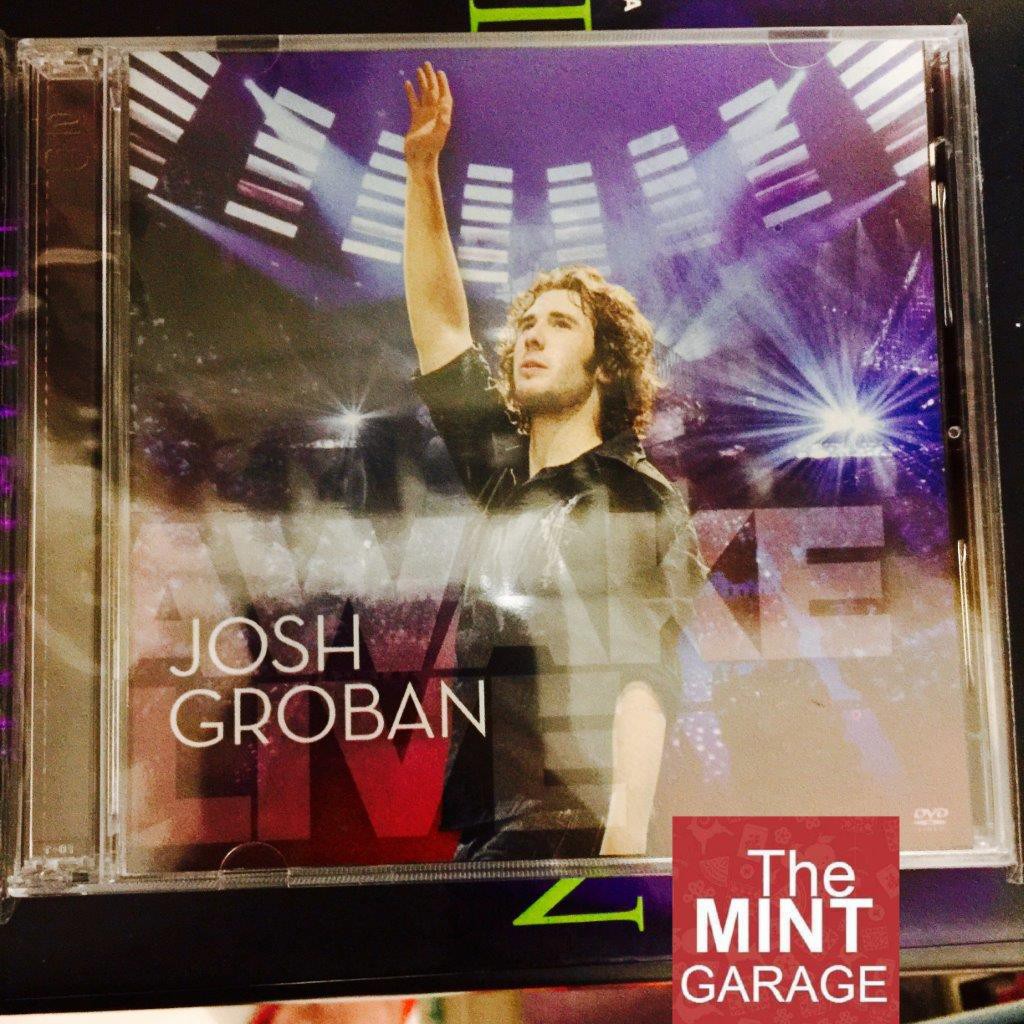 AWAKE
JOSH
GROBAN
LIVE
DVD
The
MINT
GARAGE